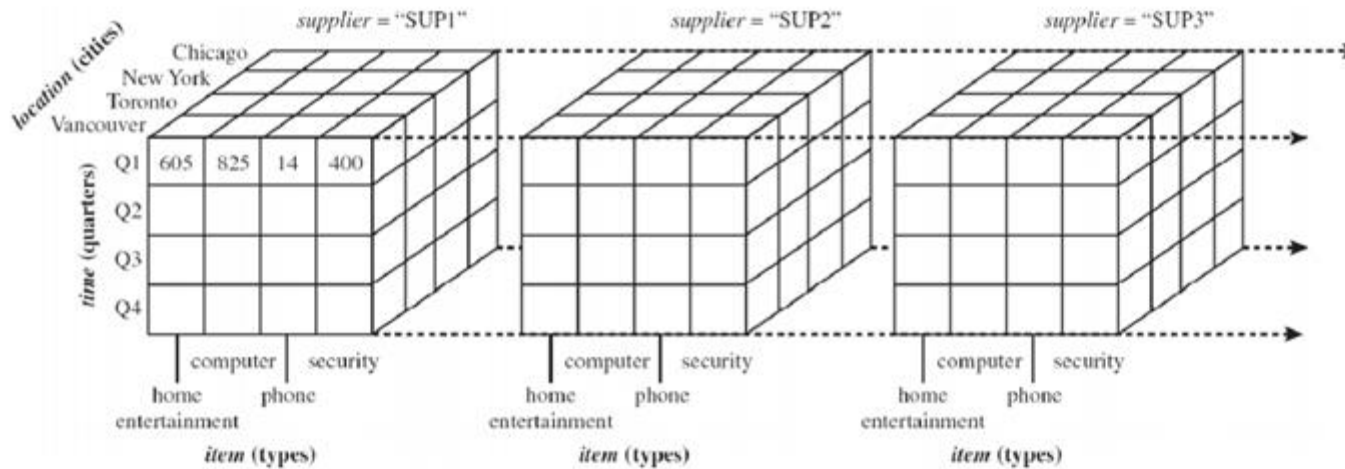 supplier = “SUP1” supplier = “SUP2” supplier = “SUP3”
location (cities)
Chicago
New York
Toronto
Vancouver
time (quarters)
Q1 605 825 14 400
Q2
Q3
Q4
computer security computer security computer security
home phone home phone home phone
entertainment entertainment entertainment
item (types) item (types) item (types)